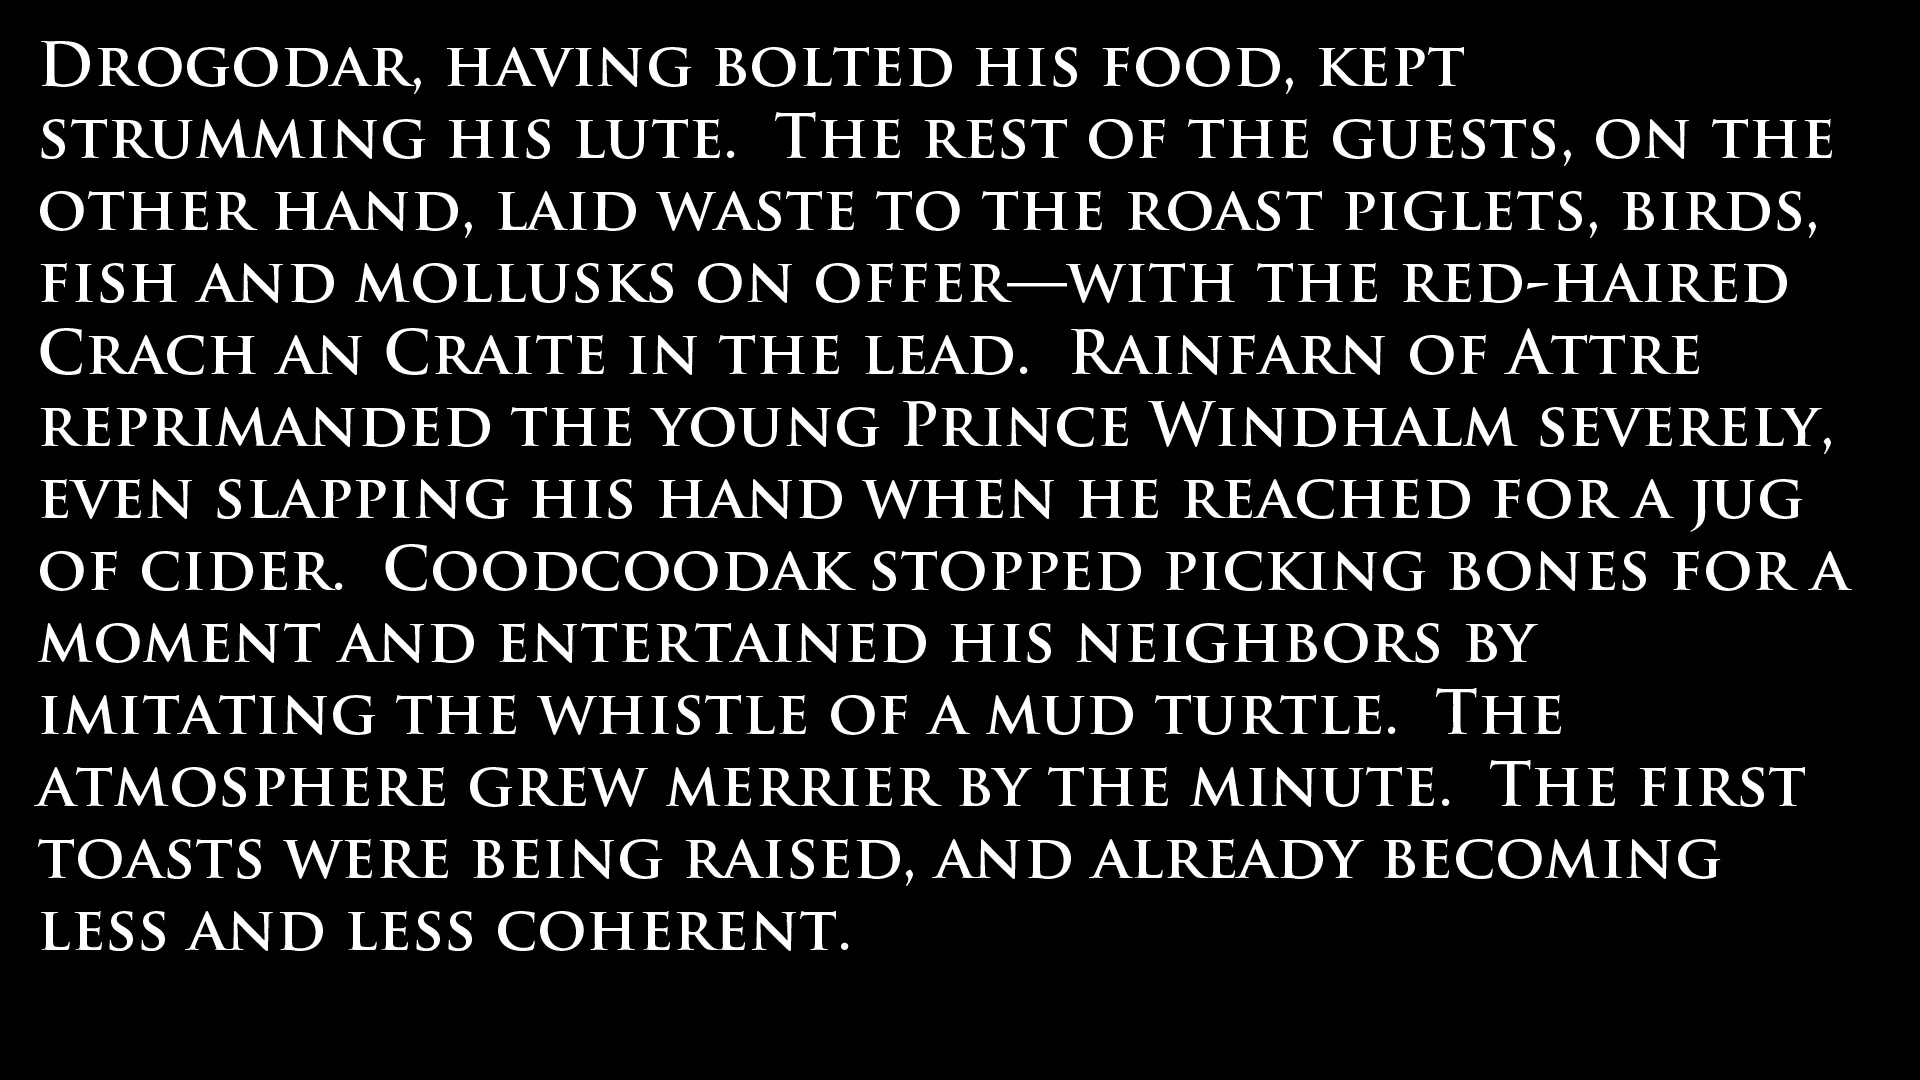 Drogodar, having bolted his food, kept
strumming his lute.  The rest of the guests, on the
other hand, laid waste to the roast piglets, birds,
fish and mollusks on offer—with the red-haired
Crach an Craite in the lead.  Rainfarn of Attre
reprimanded the young Prince Windhalm severely,
even slapping his hand when he reached for a jug
of cider.  Coodcoodak stopped picking bones for a
moment and entertained his neighbors by
imitating the whistle of a mud turtle.  The
atmosphere grew merrier by the minute.  The first
toasts were being raised, and already becoming
less and less coherent.